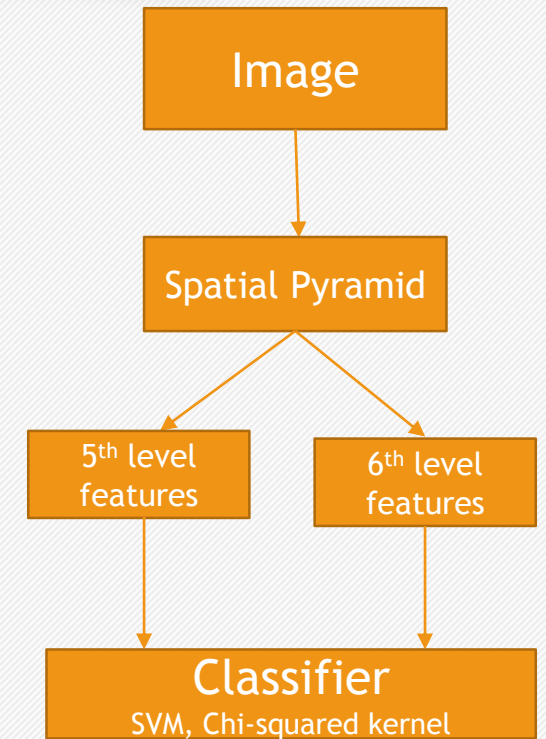 Image
Spatial Pyramid
5th level
features
6th level
features
Classifier
SVM, Chi-squared kernel